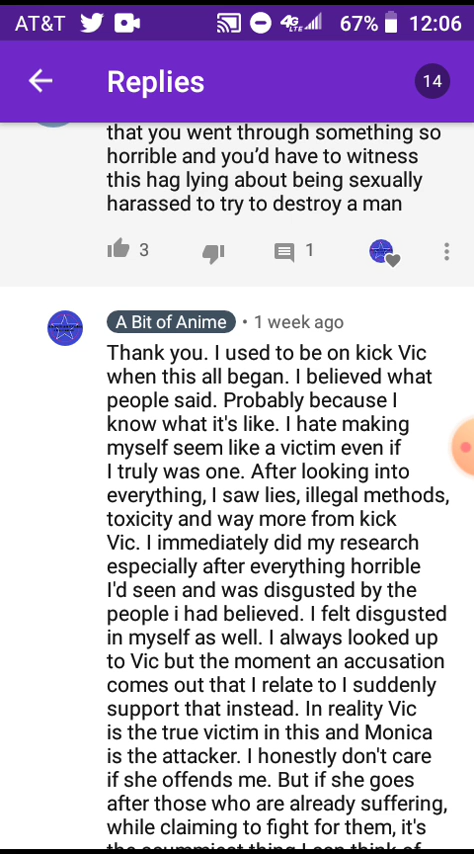 AT&T 4G LTE 67% 12:06
Replies 14
that you went through something so
horrible and you'd have to witness
this hag lying about being sexually
harassed to try to destroy a man
3 1
A Bit of Anime • 1 week ago
Thank you. I used to be on kick Vic
when this all began. I believed what
people said. Probably because I
know what it's like. I hate making
myself seem like a victim even if
I truly was one. After looking into
everything, I saw lies, illegal methods,
toxicity and way more from kick
Vic. I immediately did my research
especially after everything horrible
I'd seen and was disgusted by the
people i had believed. I felt disgusted
in myself as well. I always looked up
to Vic but the moment an accusation
comes out that I relate to I suddenly
support that instead. In reality Vic
is the true victim in this and Monica
is the attacker. I honestly don't care
if she offends me. But if she goes
after those who are already suffering,
while claiming to fight for them, it's